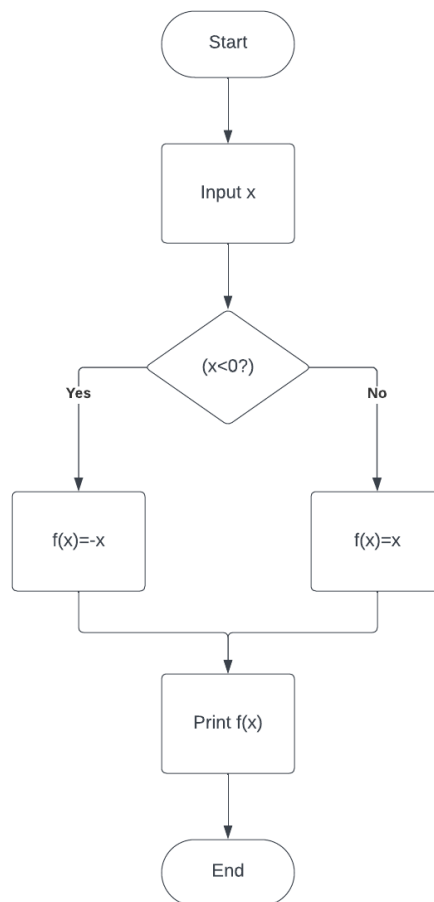 Start
Input x
(x<0?)
Yes
No
f(x)=-x
f(x)=x
Print f(x)
End